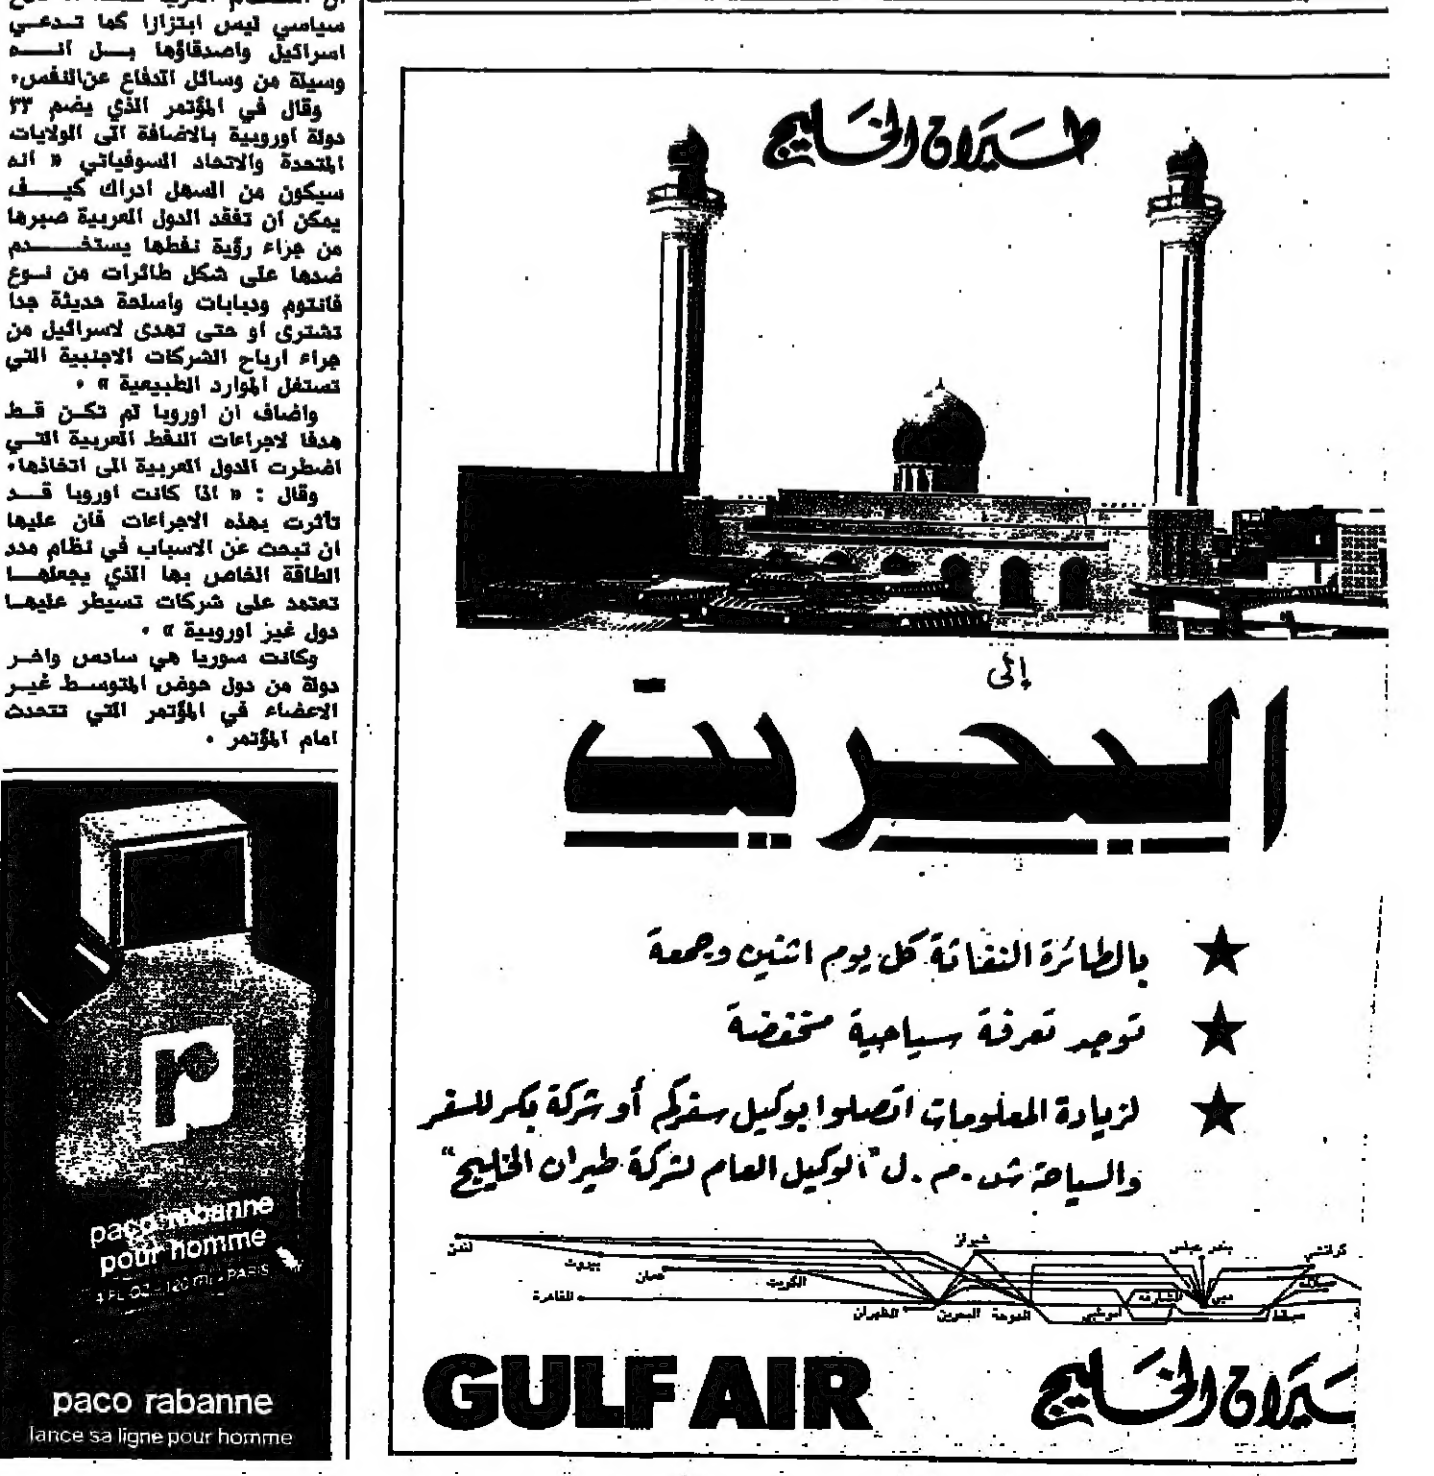 سياسي ليس ابتزازا كما تدعي
اسرائيل واصدقاؤها بل انه
وسيلة من وسائل الدفاع عن النفس٠
وقال في المؤتمر الذي يضم ٣٣
دولة اوروبية بالاضافة الى الولايات
المتحدة والاتحاد السوفياتي « انه
سيكون من السهل ادراك كيف
يمكن ان تفقد الدول العربية صبرها
من جراء رؤية نفطها يستخدم
ضدها على شكل طائرات من نوع
فانتوم ودبابات واسلحة حديثة جدا
تشترى او حتى تهدى لاسرائيل من
جراء ارباح الشركات الاجنبية التي
تستغل الموارد الطبيعية » ٠
واضاف ان اوروبا لم تكن قط
هدفا لاجراءات النفط العربية التي
اضطرت الدول العربية الى اتخاذها٠
وقال : « اذا كانت اوروبا قد
تأثرت بهذه الاجراءات فان عليها
ان تبحث عن الاسباب في نظام مدد
الطاقة الخاص بها الذي يجعلها
تعتمد على شركات تسيطر عليها
دول غير اوروبية » ٠
وكانت سوريا هي سادس واخر
دولة من دول حوض المتوسط غير
الاعضاء في المؤتمر التي تتحدث
امام المؤتمر ٠
paco rabanne
pour homme
PARIS
paco rabanne
lance sa ligne pour homme
طيران الخليج
إلى
البحرين
بالطائرة النفاثة كل يوم اثنين وجمعة
توجد تعرفة سياحية مخفضة
لزيادة المعلومات اتصلوا بوكيل سفركم أو شركة بكر للسفر
والسياحة ش.م.ل "الوكيل العام لشركة طيران الخليج"
لندن
بيروت
عمان
الكويت
القاهرة
الظهران
البحرين
الدوحة
ابوظبي
الشارقة
دبي
شيراز
بندر عباس
كراتشي
صلالة
مسقط
GULF AIR
طيران الخليج